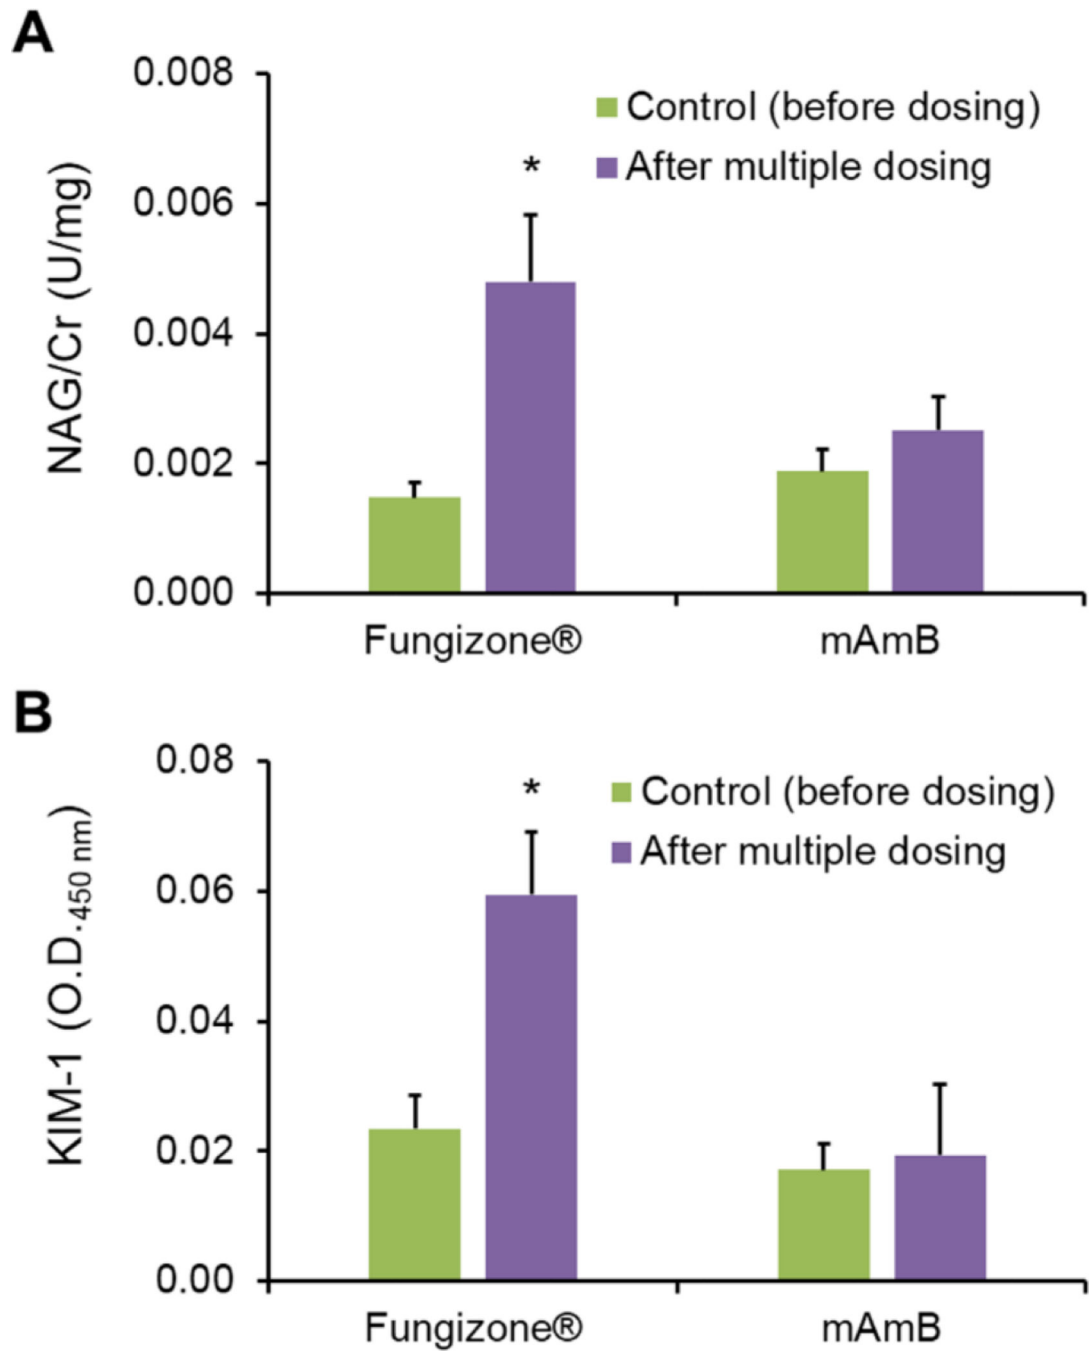 A
0.008
Control (before dosing)
After multiple dosing
*
0.006
NAG/Cr (U/mg)
0.004
0.002
0.000
Fungizone®
mAmB
B
0.08
Control (before dosing)
*
After multiple dosing
0.06
KIM-1 (O.D.450 nm)
0.04
0.02
0.00
Fungizone®
mAmB